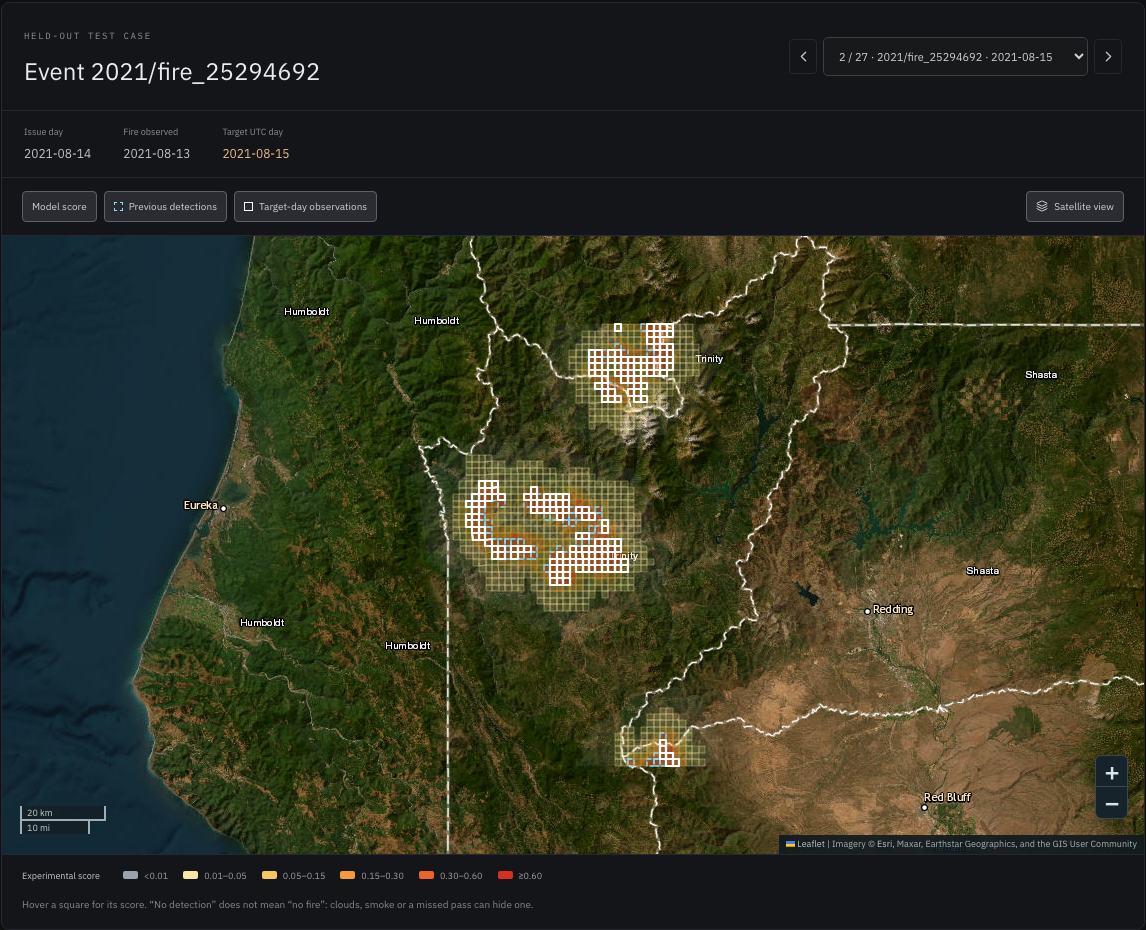 HELD-OUT TEST CASE
Event 2021/fire_25294692
2 / 27 · 2021/fire_25294692 · 2021-08-15
Issue day
Fire observed
Target UTC day
2021-08-14
2021-08-13
2021-08-15
Model score
Previous detections
Target-day observations
Satellite view
Humboldt
Humboldt
Trinity
Shasta
Eureka
Shasta
Redding
Humboldt
Humboldt
Red Bluff
20 km
10 mi
+
−
Leaflet | Imagery © Esri, Maxar, Earthstar Geographics, and the GIS User Community
Experimental score
<0.01
0.01–0.05
0.05–0.15
0.15–0.30
0.30–0.60
≥0.60
Hover a square for its score. “No detection” does not mean “no fire”: clouds, smoke or a missed pass can hide one.